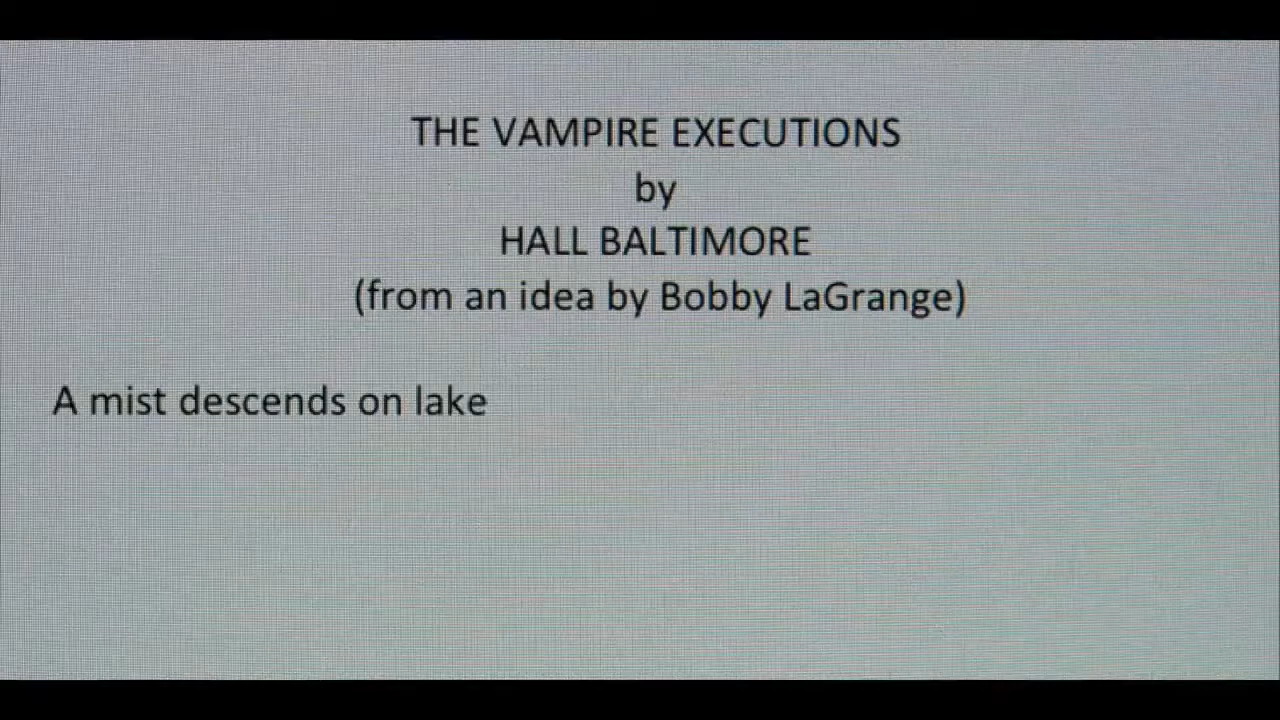 THE VAMPIRE EXECUTIONS
by
HALL BALTIMORE
(from an idea by Bobby LaGrange)
A mist descends on lake